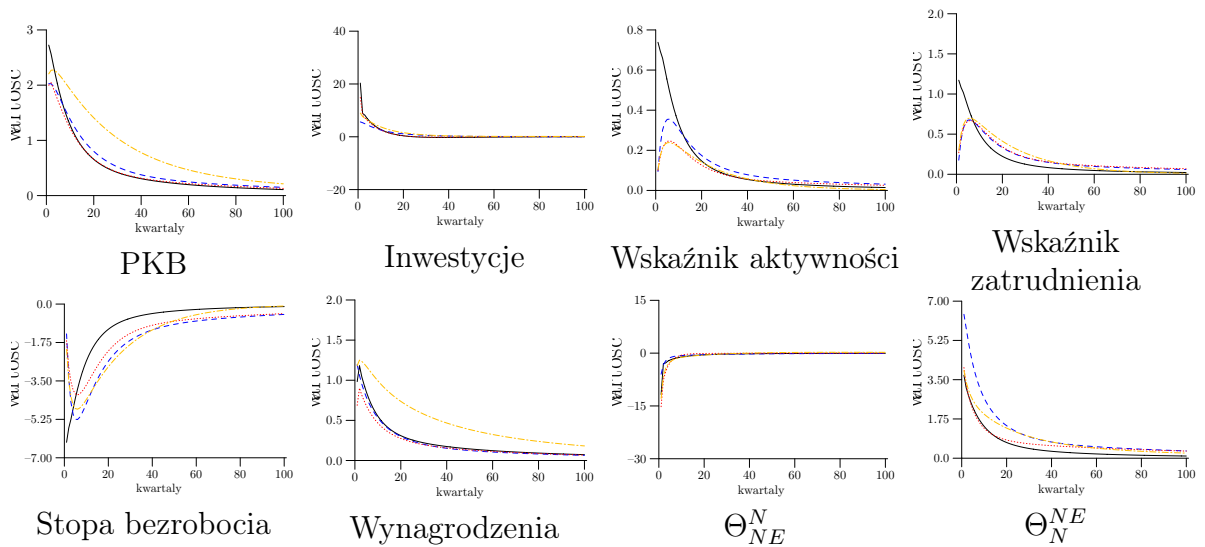 3
2
1
0
0 20 40 60 80 100
kwartaly
PKB
40
20
0
−20
0 20 40 60 80 100
kwartaly
Inwestycje
0.8
0.6
0.4
0.2
0.0
0 20 40 60 80 100
kwartaly
Wskaźnik aktywności
2.0
1.5
1.0
0.5
0.0
0 20 40 60 80 100
kwartaly
Wskaźnik
zatrudnienia
0.0
−1.75
−3.50
−5.25
−7.00
0 20 40 60 80 100
kwartaly
Stopa bezrobocia
2.0
1.5
1.0
0.5
0.0
0 20 40 60 80 100
kwartaly
Wynagrodzenia
15
0
−15
−30
0 20 40 60 80 100
kwartaly
Θ^N_NE
7.00
5.25
3.50
1.75
0.0
0 20 40 60 80 100
kwartaly
Θ^NE_N